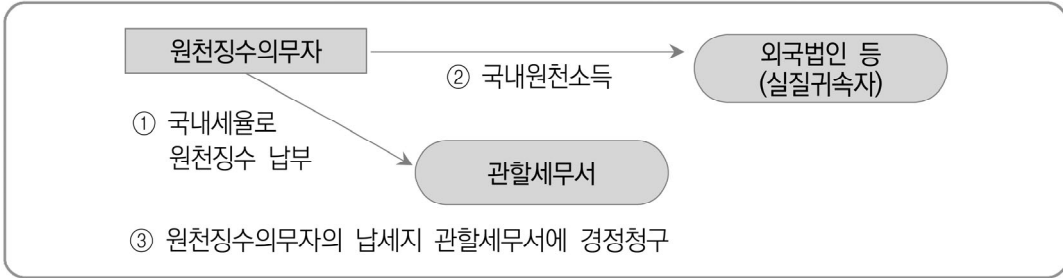 원천징수의무자
외국법인 등
(실질귀속자)
② 국내원천소득
① 국내세율로
원천징수 납부
관할세무서
③ 원천징수의무자의 납세지 관할세무서에 경정청구